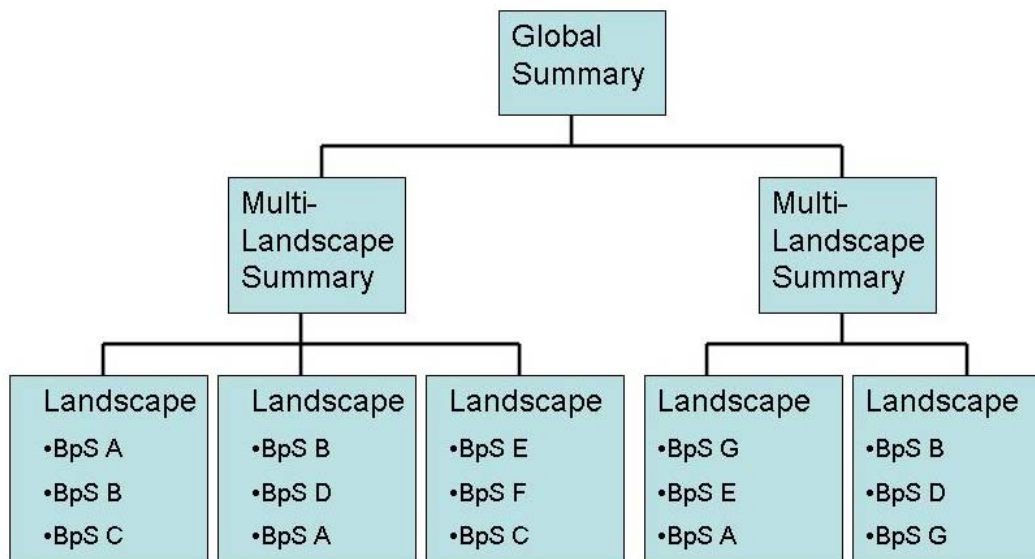 Global
Summary
Multi-
Landscape
Summary
Multi-
Landscape
Summary
Landscape
•BpS A
•BpS B
•BpS C
Landscape
•BpS B
•BpS D
•BpS A
Landscape
•BpS E
•BpS F
•BpS C
Landscape
•BpS G
•BpS E
•BpS A
Landscape
•BpS B
•BpS D
•BpS G